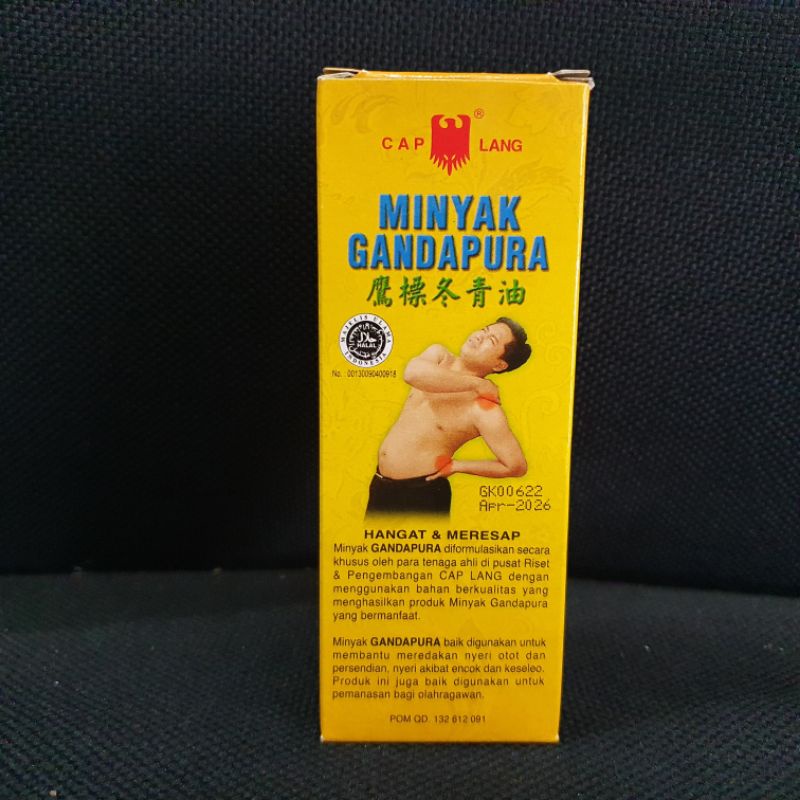 CAP LANG ®
MINYAK
GANDAPURA
鷹標冬青油
MAJELIS ULAMA
HALAL
INDONESIA
No. : 00130090400918
GK00622
Apr-2026
HANGAT & MERESAP
Minyak GANDAPURA diformulasikan secara
khusus oleh para tenaga ahli di pusat Riset
& Pengembangan CAP LANG dengan
menggunakan bahan berkualitas yang
menghasilkan produk Minyak Gandapura
yang bermanfaat.
Minyak GANDAPURA baik digunakan untuk
membantu meredakan nyeri otot dan
persendian, nyeri akibat encok dan keseleo.
Produk ini juga baik digunakan untuk
pemanasan bagi olahragawan.
POM QD. 132 612 091